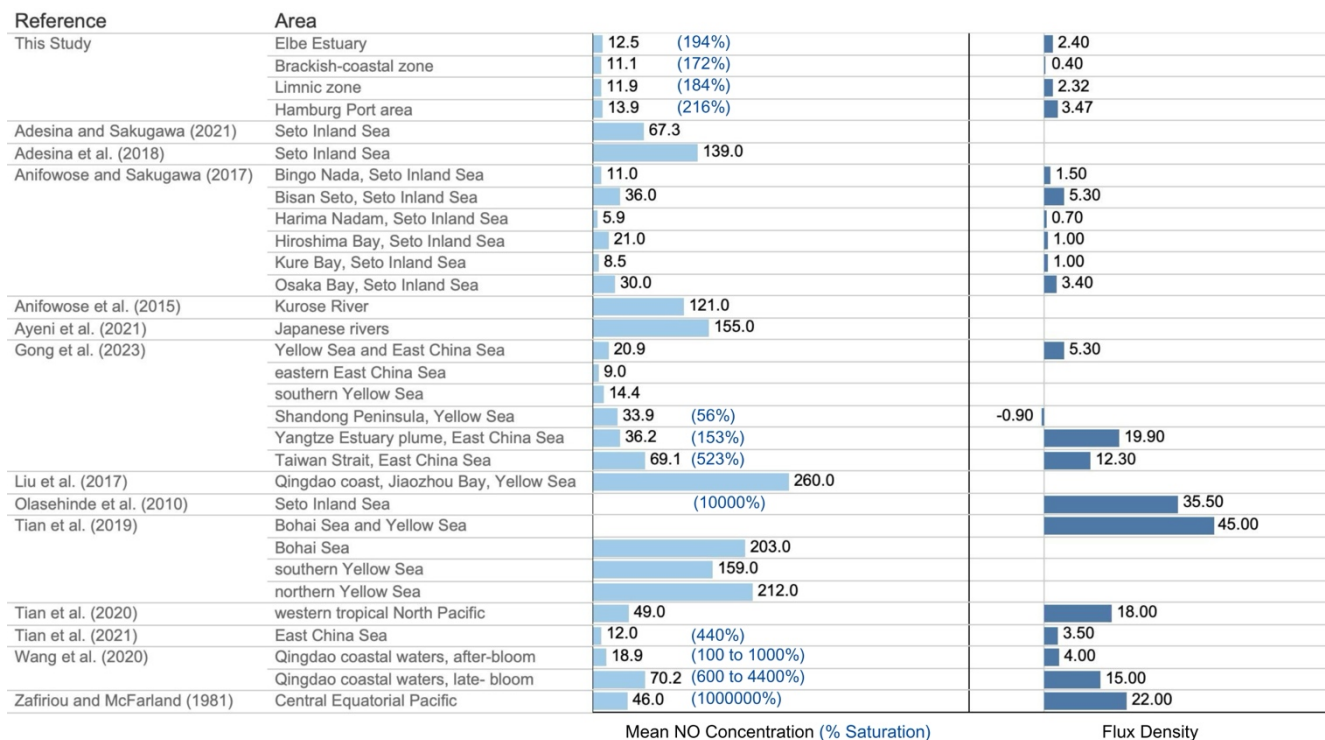 Reference Area
This Study Elbe Estuary 12.5 (194%) 2.40
Brackish-coastal zone 11.1 (172%) 0.40
Limnic zone 11.9 (184%) 2.32
Hamburg Port area 13.9 (216%) 3.47
Adesina and Sakugawa (2021) Seto Inland Sea 67.3
Adesina et al. (2018) Seto Inland Sea 139.0
Anifowose and Sakugawa (2017) Bingo Nada, Seto Inland Sea 11.0 1.50
Bisan Seto, Seto Inland Sea 36.0 5.30
Harima Nadam, Seto Inland Sea 5.9 0.70
Hiroshima Bay, Seto Inland Sea 21.0 1.00
Kure Bay, Seto Inland Sea 8.5 1.00
Osaka Bay, Seto Inland Sea 30.0 3.40
Anifowose et al. (2015) Kurose River 121.0
Ayeni et al. (2021) Japanese rivers 155.0
Gong et al. (2023) Yellow Sea and East China Sea 20.9 5.30
eastern East China Sea 9.0
southern Yellow Sea 14.4
Shandong Peninsula, Yellow Sea 33.9 (56%) -0.90
Yangtze Estuary plume, East China Sea 36.2 (153%) 19.90
Taiwan Strait, East China Sea 69.1 (523%) 12.30
Liu et al. (2017) Qingdao coast, Jiaozhou Bay, Yellow Sea 260.0
Olasehinde et al. (2010) Seto Inland Sea (10000%) 35.50
Tian et al. (2019) Bohai Sea and Yellow Sea 45.00
Bohai Sea 203.0
southern Yellow Sea 159.0
northern Yellow Sea 212.0
Tian et al. (2020) western tropical North Pacific 49.0 18.00
Tian et al. (2021) East China Sea 12.0 (440%) 3.50
Wang et al. (2020) Qingdao coastal waters, after-bloom 18.9 (100 to 1000%) 4.00
Qingdao coastal waters, late- bloom 70.2 (600 to 4400%) 15.00
Zafiriou and McFarland (1981) Central Equatorial Pacific 46.0 (1000000%) 22.00
Mean NO Concentration (% Saturation) Flux Density